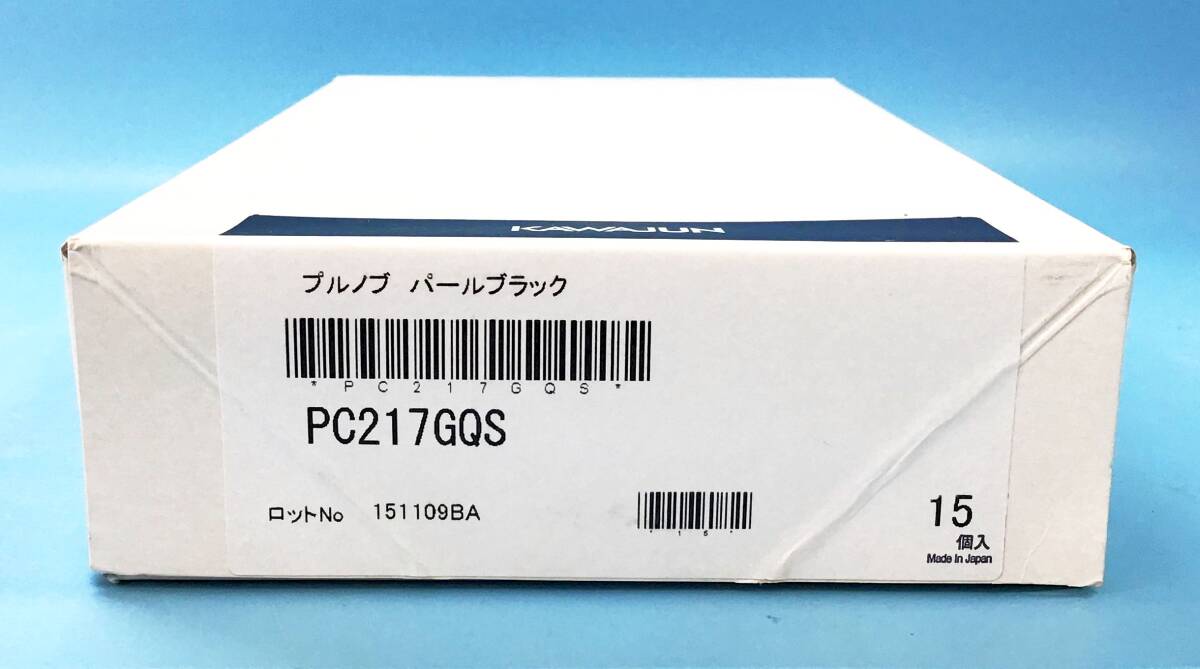 KAWAJUN
プルノブ パールブラック
*PC217GQS*
PC217GQS
ロットNo 151109BA
*15*
15
個入
Made In Japan